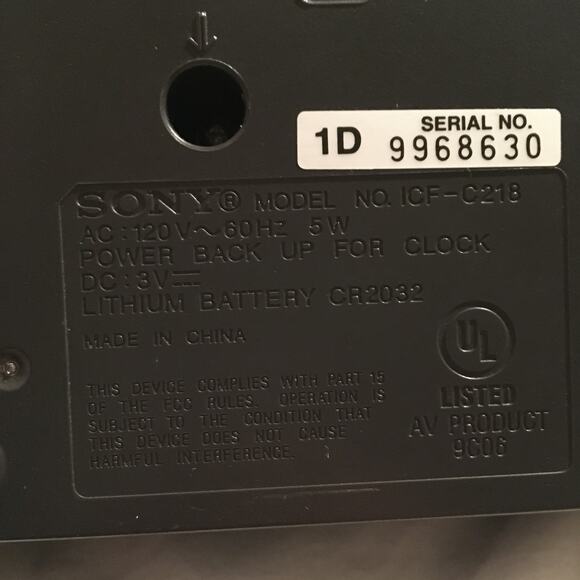 1D SERIAL NO.
9968630
SONY® MODEL NO. ICF-C218
AC:120V~60Hz 5W
POWER BACK UP FOR CLOCK
DC:3V⎓
LITHIUM BATTERY CR2032
MADE IN CHINA
THIS DEVICE COMPLIES WITH PART 15
OF THE FCC RULES. OPERATION IS
SUBJECT TO THE CONDITION THAT
THIS DEVICE DOES NOT CAUSE
HARMFUL INTERFERENCE.
UL
LISTED
AV PRODUCT
9C06